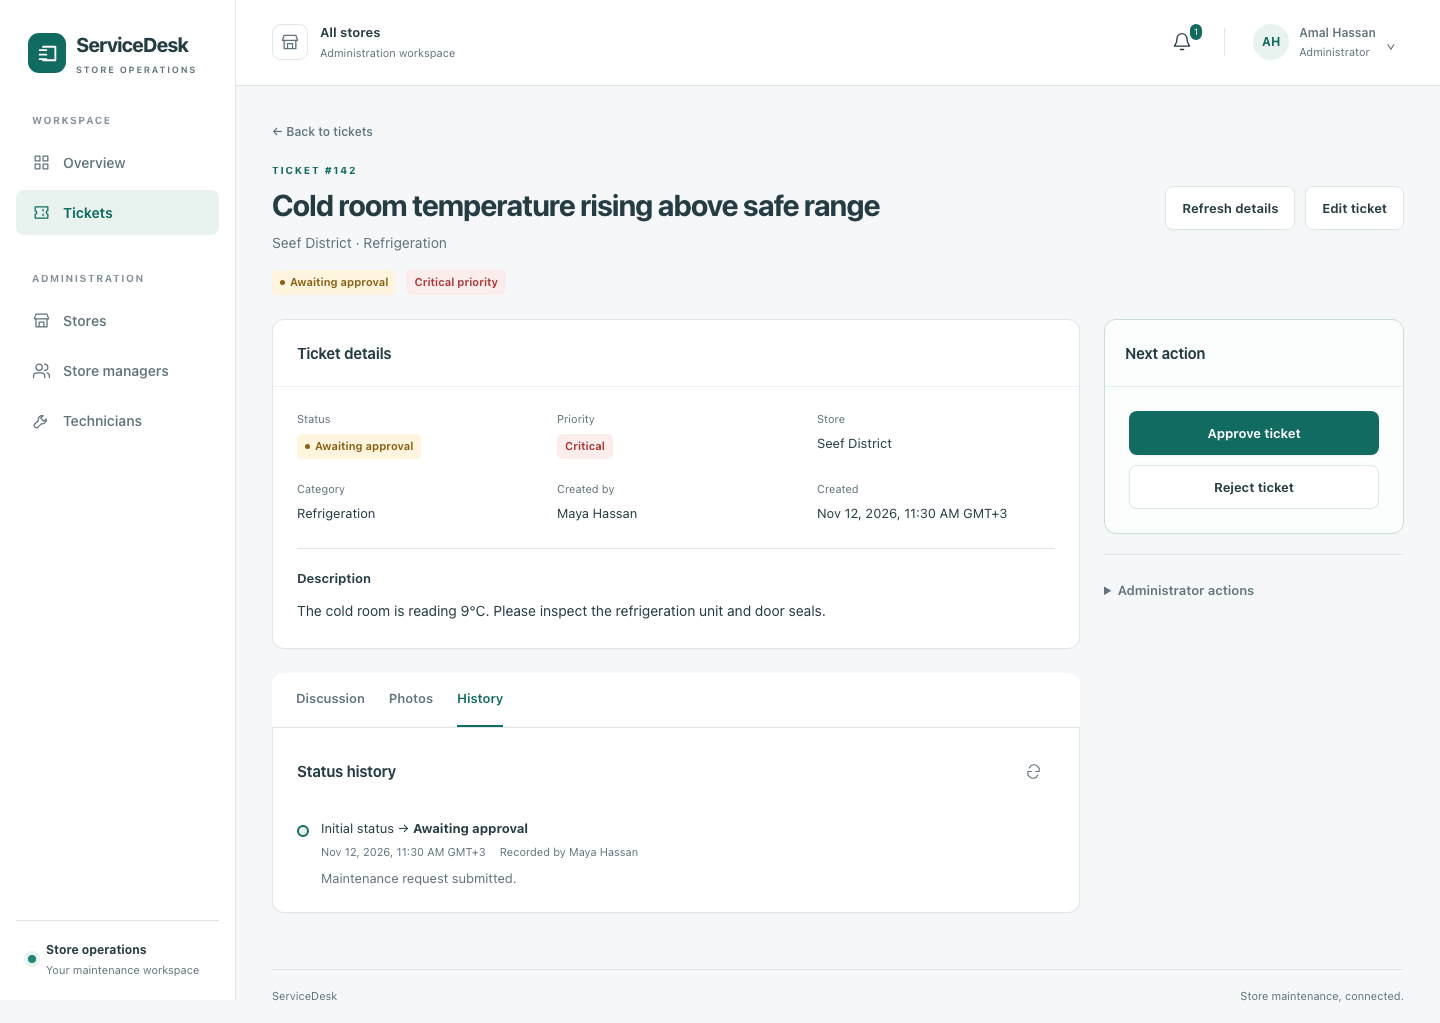 ServiceDesk
STORE OPERATIONS
WORKSPACE
Overview
Tickets
ADMINISTRATION
Stores
Store managers
Technicians
Store operations
Your maintenance workspace
All stores
Administration workspace
1
AH
Amal Hassan
Administrator
← Back to tickets
TICKET #142
Cold room temperature rising above safe range
Seef District · Refrigeration
Awaiting approval
Critical priority
Refresh details
Edit ticket
Ticket details
Status
Awaiting approval
Priority
Critical
Store
Seef District
Category
Refrigeration
Created by
Maya Hassan
Created
Nov 12, 2026, 11:30 AM GMT+3
Description
The cold room is reading 9°C. Please inspect the refrigeration unit and door seals.
Next action
Approve ticket
Reject ticket
Administrator actions
Discussion
Photos
History
Status history
Initial status → Awaiting approval
Nov 12, 2026, 11:30 AM GMT+3 Recorded by Maya Hassan
Maintenance request submitted.
ServiceDesk
Store maintenance, connected.